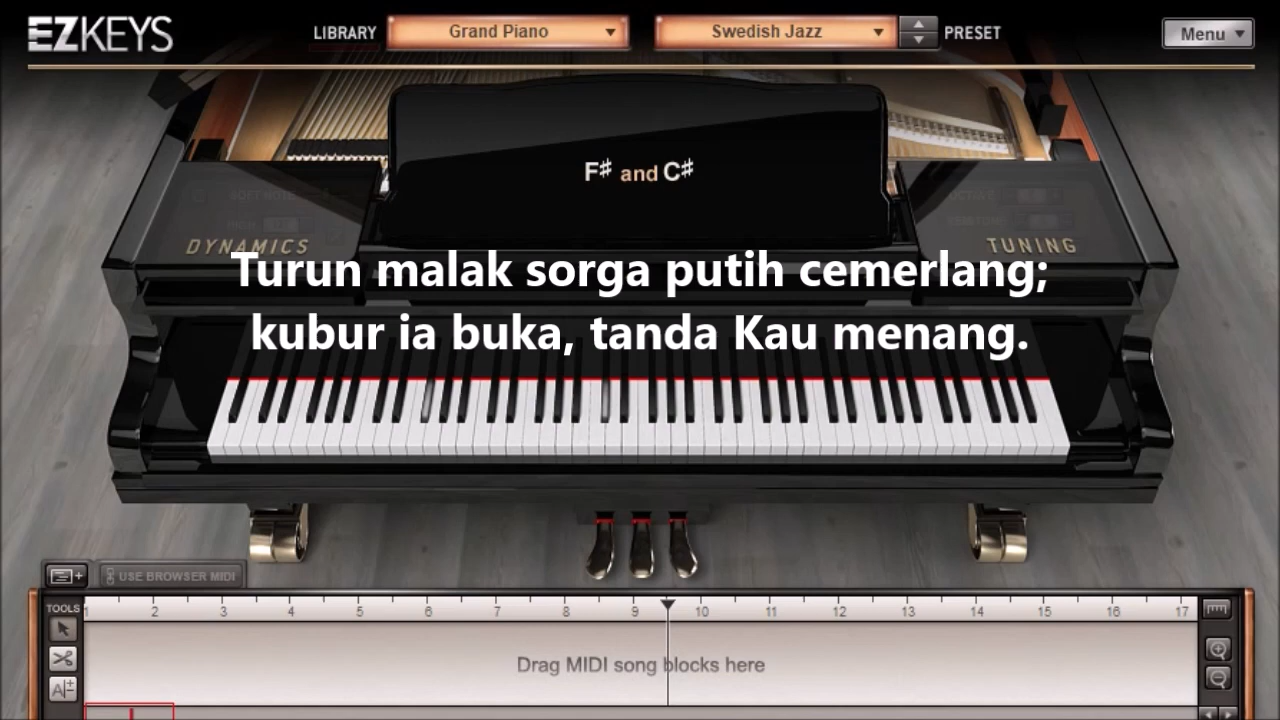 EZKEYS
LIBRARY
Grand Piano
Swedish Jazz
PRESET
Menu
F♯ and C♯
DYNAMICS
TUNING
Turun malak sorga putih cemerlang;
kubur ia buka, tanda Kau menang.
USE BROWSER MIDI
TOOLS
1 2 3 4 5 6 7 8 9 10 11 12 13 14 15 16 17
Drag MIDI song blocks here